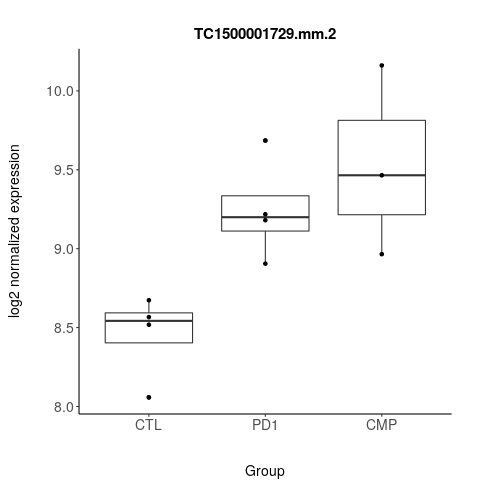 TC1500001729.mm.2
log2 normalized expression
10.0
9.5
9.0
8.5
8.0
CTL PD1 CMP
Group